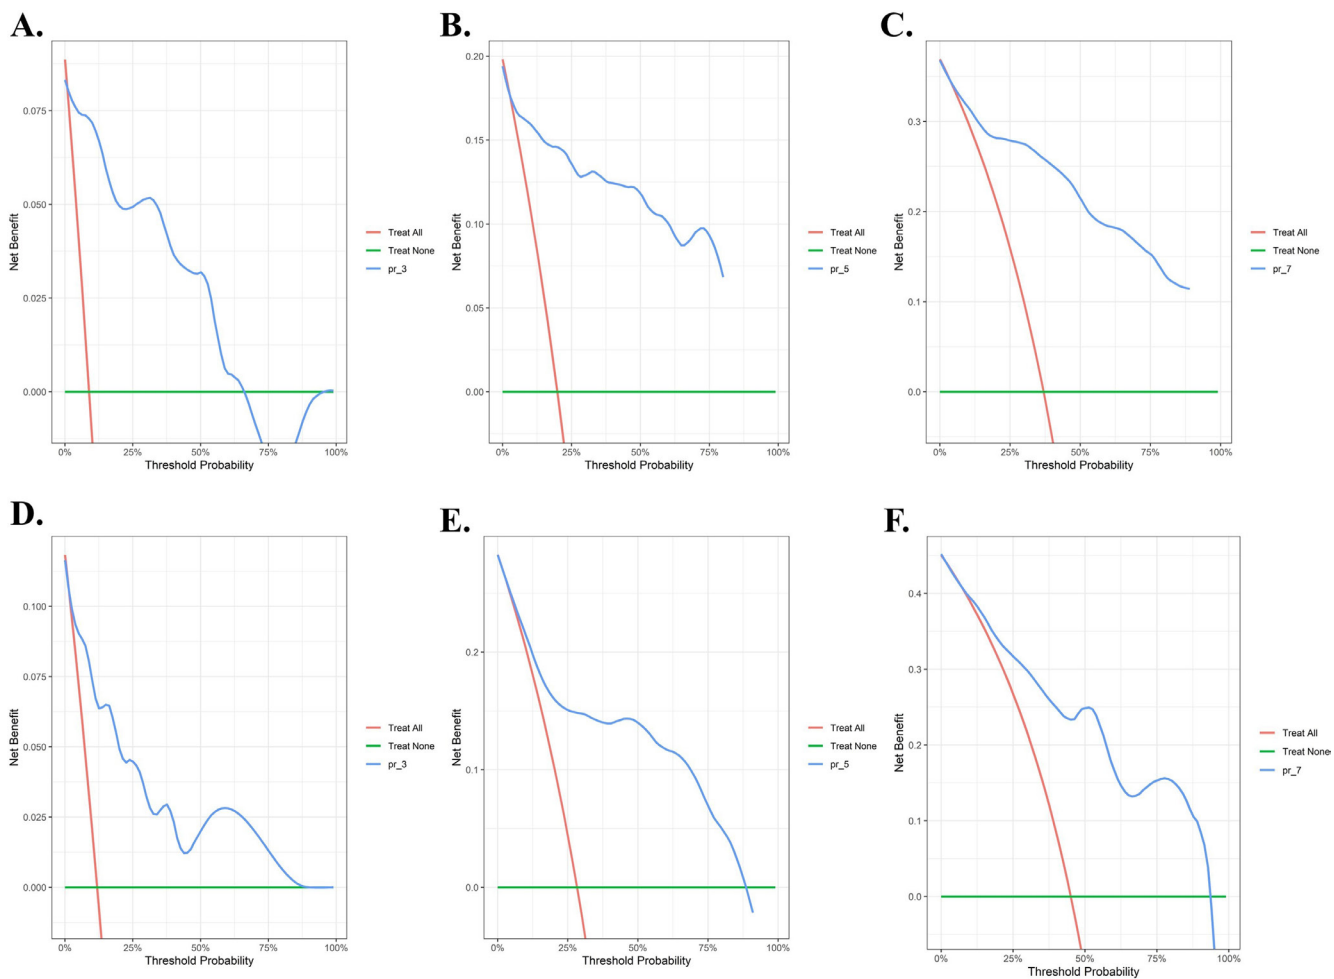 A.
Net Benefit
0.075
0.050
0.025
0.000
0%
25%
50%
75%
100%
Threshold Probability
Treat All
Treat None
pr_3
B.
Net Benefit
0.20
0.15
0.10
0.05
0.00
0%
25%
50%
75%
100%
Threshold Probability
Treat All
Treat None
pr_5
C.
Net Benefit
0.3
0.2
0.1
0.0
0%
25%
50%
75%
100%
Threshold Probability
Treat All
Treat None
pr_7
D.
Net Benefit
0.100
0.075
0.050
0.025
0.000
0%
25%
50%
75%
100%
Threshold Probability
Treat All
Treat None
pr_3
E.
Net Benefit
0.2
0.1
0.0
0%
25%
50%
75%
100%
Threshold Probability
Treat All
Treat None
pr_5
F.
Net Benefit
0.4
0.3
0.2
0.1
0.0
0%
25%
50%
75%
100%
Threshold Probability
Treat All
Treat None
pr_7